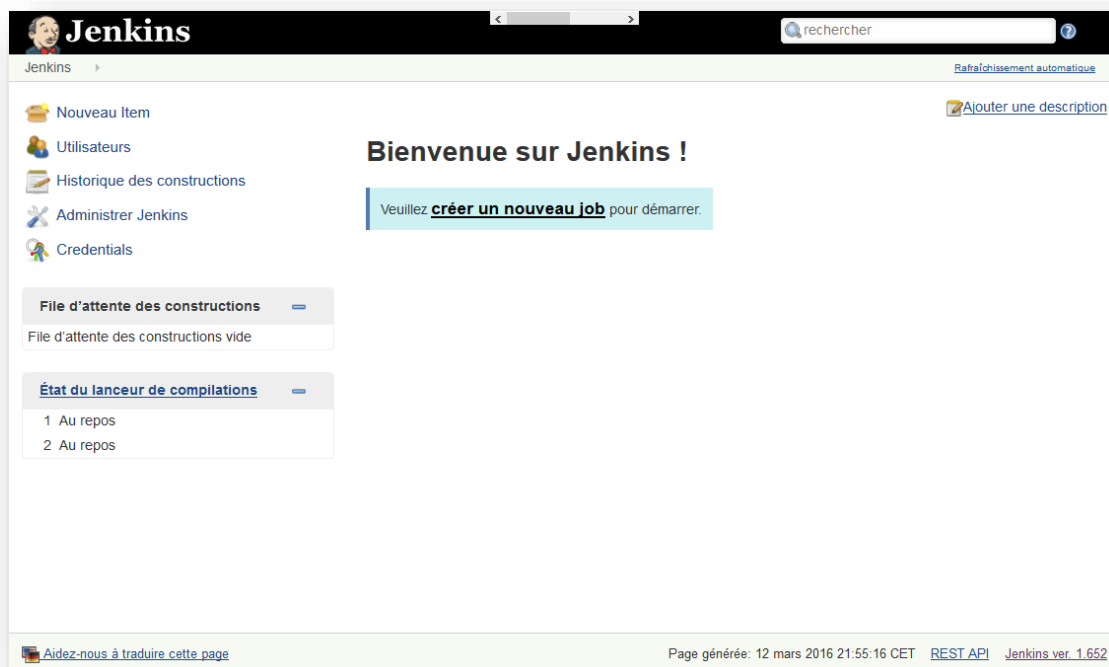 Jenkins
rechercher
Jenkins
Rafraîchissement automatique
Nouveau Item
Utilisateurs
Historique des constructions
Administrer Jenkins
Credentials
File d'attente des constructions
File d'attente des constructions vide
État du lanceur de compilations
1 Au repos
2 Au repos
Ajouter une description
Bienvenue sur Jenkins !
Veuillez créer un nouveau job pour démarrer.
Aidez-nous à traduire cette page
Page générée: 12 mars 2016 21:55:16 CET REST API Jenkins ver. 1.652